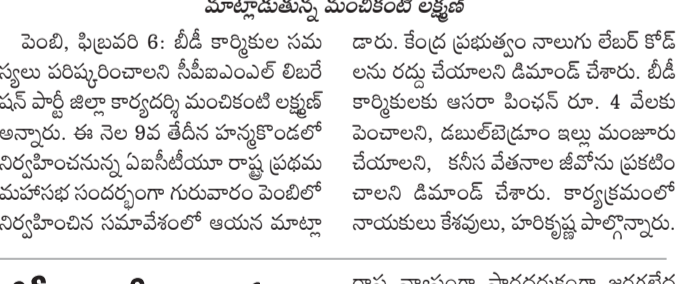 మాట్లాడుతున్న మంచికంటి లక్ష్మణ్
పెంబి, ఫిబ్రవరి 6: బీడీ కార్మికుల సమ
స్యలు పరిష్కరించాలని సీపీఐఎంఎల్ లిబరే
షన్ పార్టీ జిల్లా కార్యదర్శి మంచికంటి లక్ష్మణ్
అన్నారు. ఈ నెల 9వ తేదీన హన్మకొండలో
నిర్వహించనున్న ఏఐసీటీయూ రాష్ట్ర ప్రథమ
మహాసభ సందర్భంగా గురువారం పెంబిలో
నిర్వహించిన సమావేశంలో ఆయన మాట్లా
డారు. కేంద్ర ప్రభుత్వం నాలుగు లేబర్ కోడ్
లను రద్దు చేయాలని డిమాండ్ చేశారు. బీడీ
కార్మికులకు ఆసరా పింఛన్ రూ. 4 వేలకు
పెంచాలని, డబుల్‌బెడ్రూం ఇల్లు మంజూరు
చేయాలని, కనీస వేతనాల జీవోను ప్రకటిం
చాలని డిమాండ్ చేశారు. కార్యక్రమంలో
నాయకులు కేశవులు, హరికృష్ణ పాల్గొన్నారు.